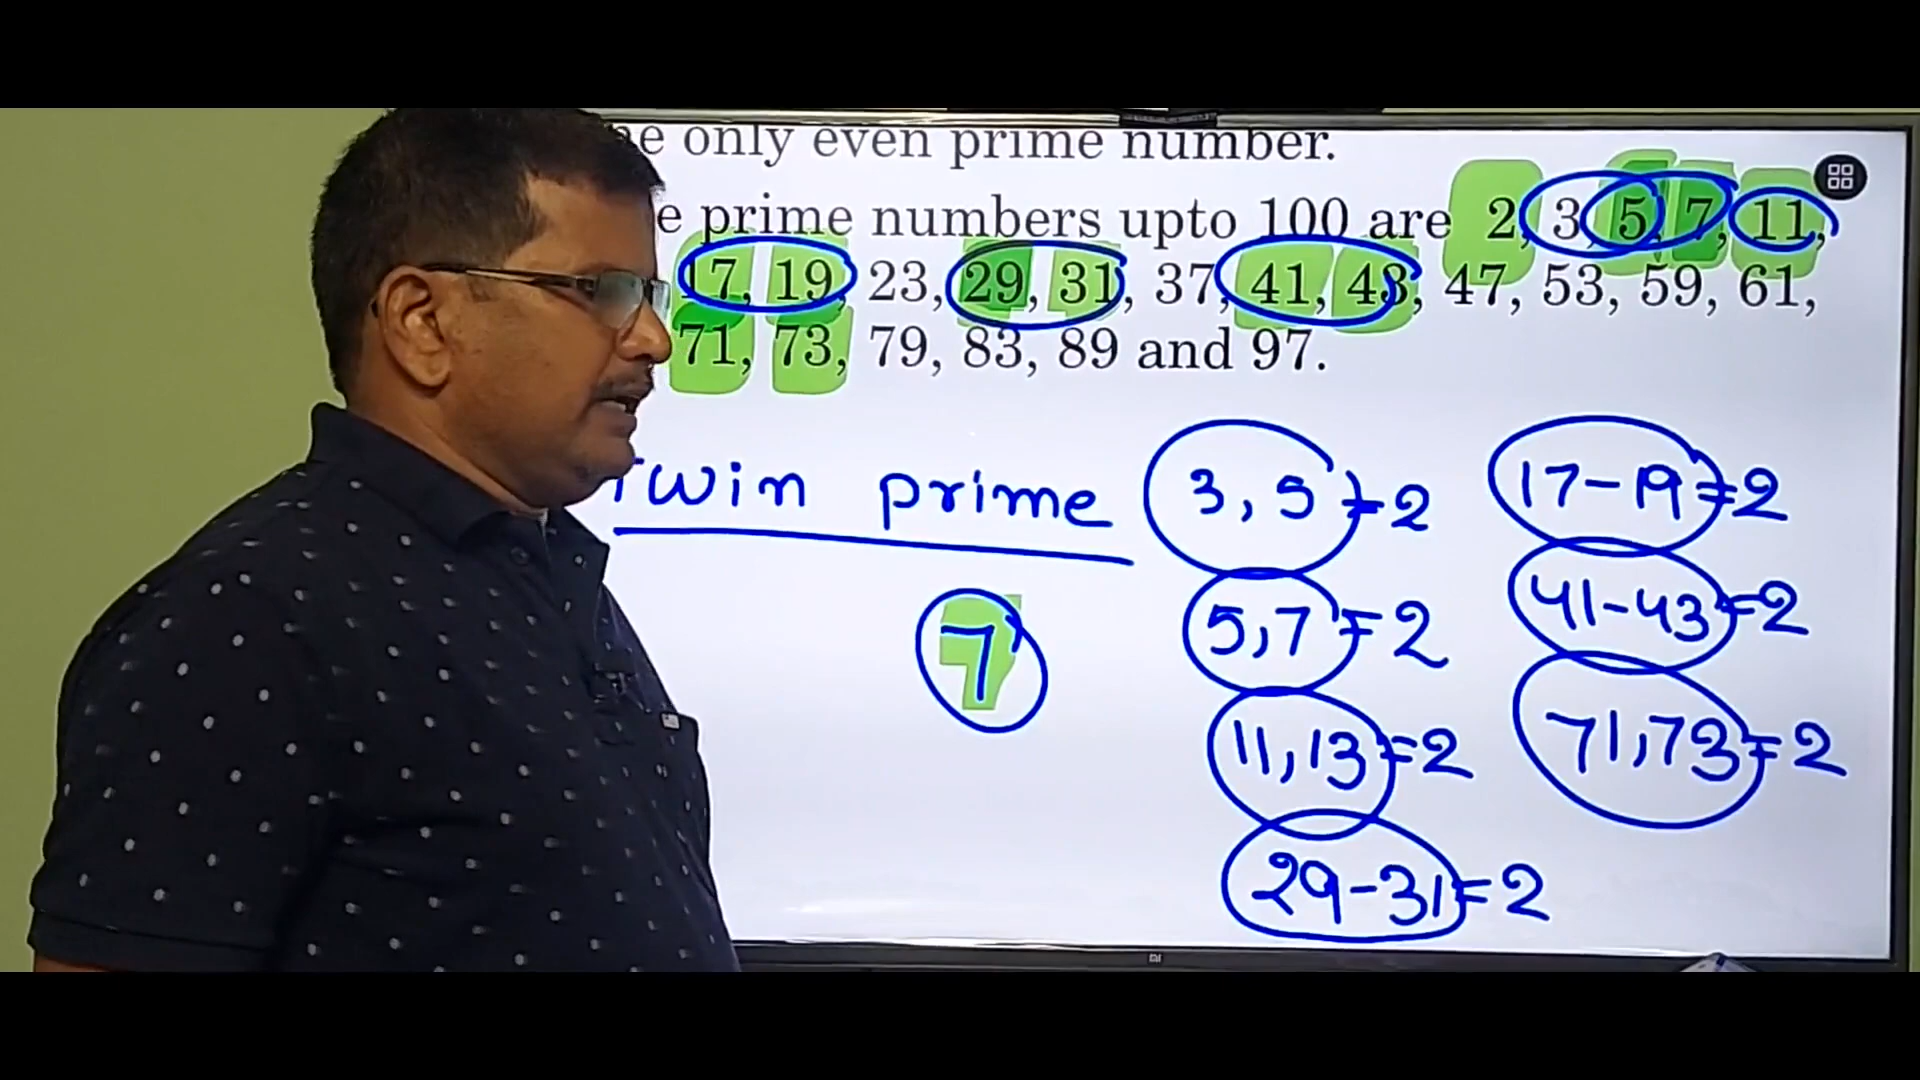 e only even prime number.
e prime numbers upto 100 are 2, 3, 5, 7, 11,
17, 19, 23, 29, 31, 37, 41, 43, 47, 53, 59, 61,
71, 73, 79, 83, 89 and 97.
Twin prime
3, 5 = 2
17-19 = 2
7
5,7 = 2
41-43 = 2
11,13 = 2
71,73 = 2
29-31 = 2
mi